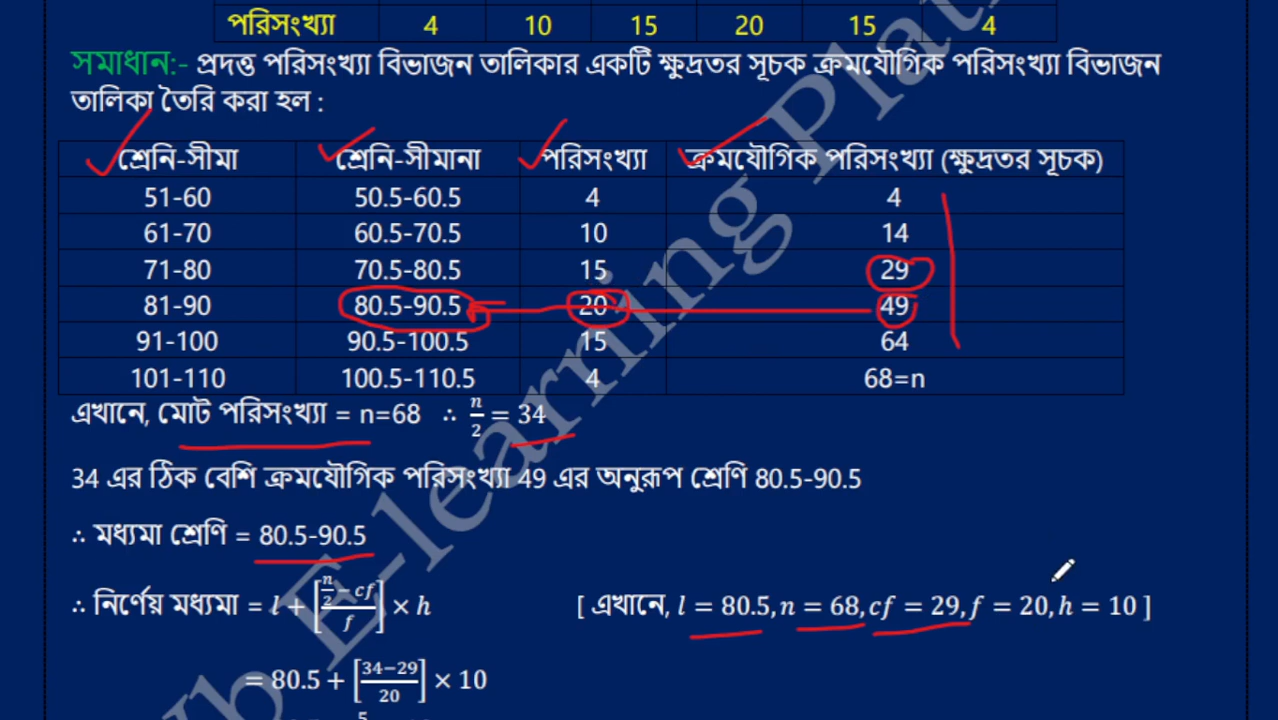 পরিসংখ্যা 4 10 15 20 15 4
সমাধান:- প্রদত্ত পরিসংখ্যা বিভাজন তালিকার একটি ক্ষুদ্রতর সূচক ক্রমযৌগিক পরিসংখ্যা বিভাজন
তালিকা তৈরি করা হল :
শ্রেনি-সীমা শ্রেনি-সীমানা পরিসংখ্যা ক্রমযৌগিক পরিসংখ্যা (ক্ষুদ্রতর সূচক)
51-60 50.5-60.5 4 4
61-70 60.5-70.5 10 14
71-80 70.5-80.5 15 29
81-90 80.5-90.5 20 49
91-100 90.5-100.5 15 64
101-110 100.5-110.5 4 68=n
এখানে, মোট পরিসংখ্যা = n=68 ∴ n/2 = 34
34 এর ঠিক বেশি ক্রমযৌগিক পরিসংখ্যা 49 এর অনুরূপ শ্রেণি 80.5-90.5
∴ মধ্যমা শ্রেণি = 80.5-90.5
∴ নির্ণেয় মধ্যমা = l + [(n/2 − cf)/f] × h [ এখানে, l = 80.5, n = 68, cf = 29, f = 20, h = 10 ]
= 80.5 + [(34−29)/20] × 10
E-learning